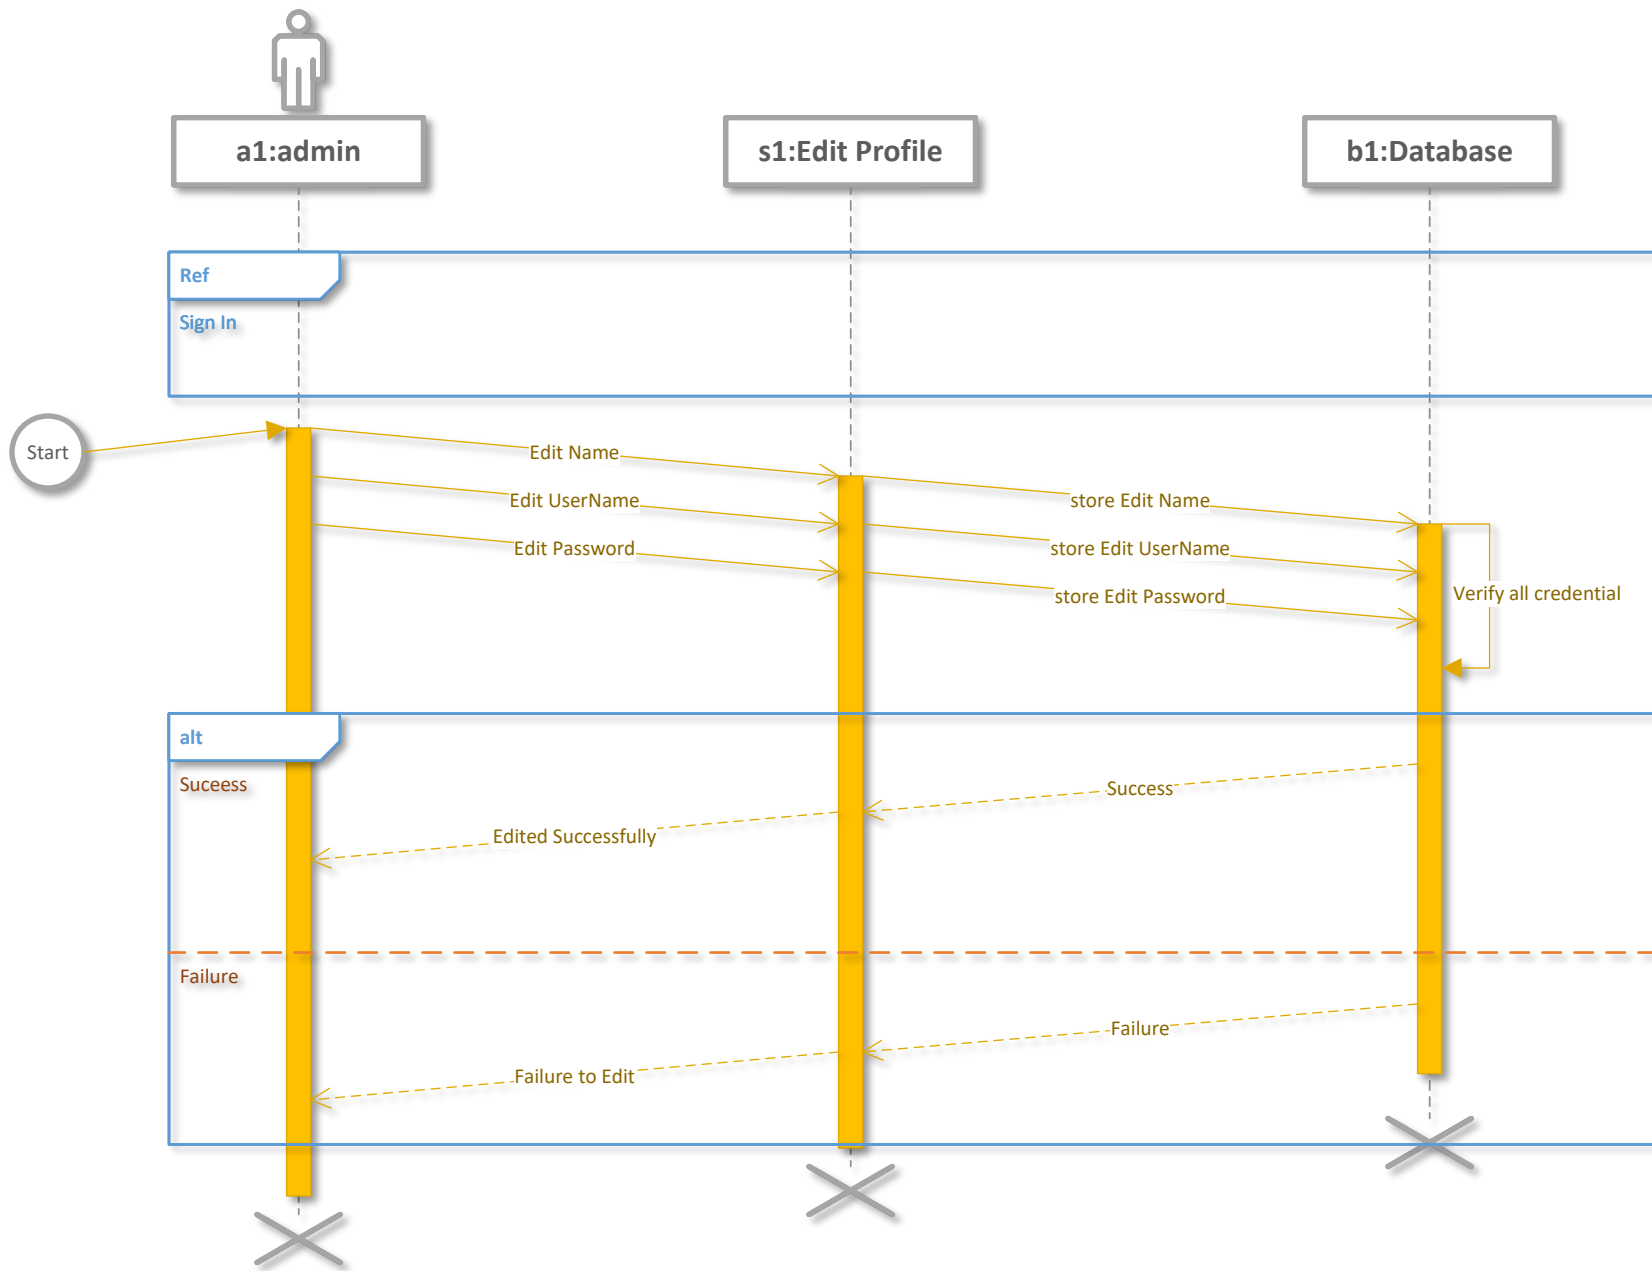 a1:admin
s1:Edit Profile
b1:Database
Ref
Sign In
Start
Edit Name
Edit UserName
store Edit Name
Edit Password
store Edit UserName
store Edit Password
Verify all credential
alt
Suceess
Success
Edited Successfully
Failure
Failure
Failure to Edit